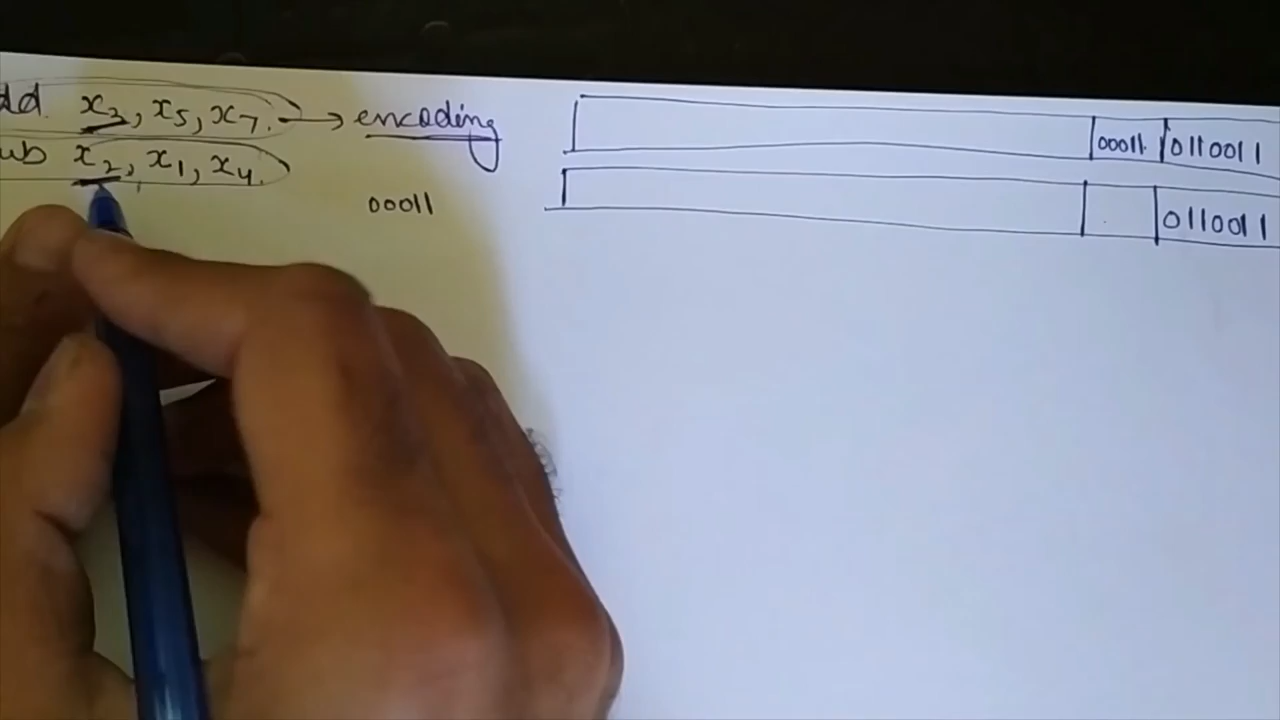 dd x3, x5, x7. → encoding 00011 0110011
ub x2, x1, x4. 0110011
00011